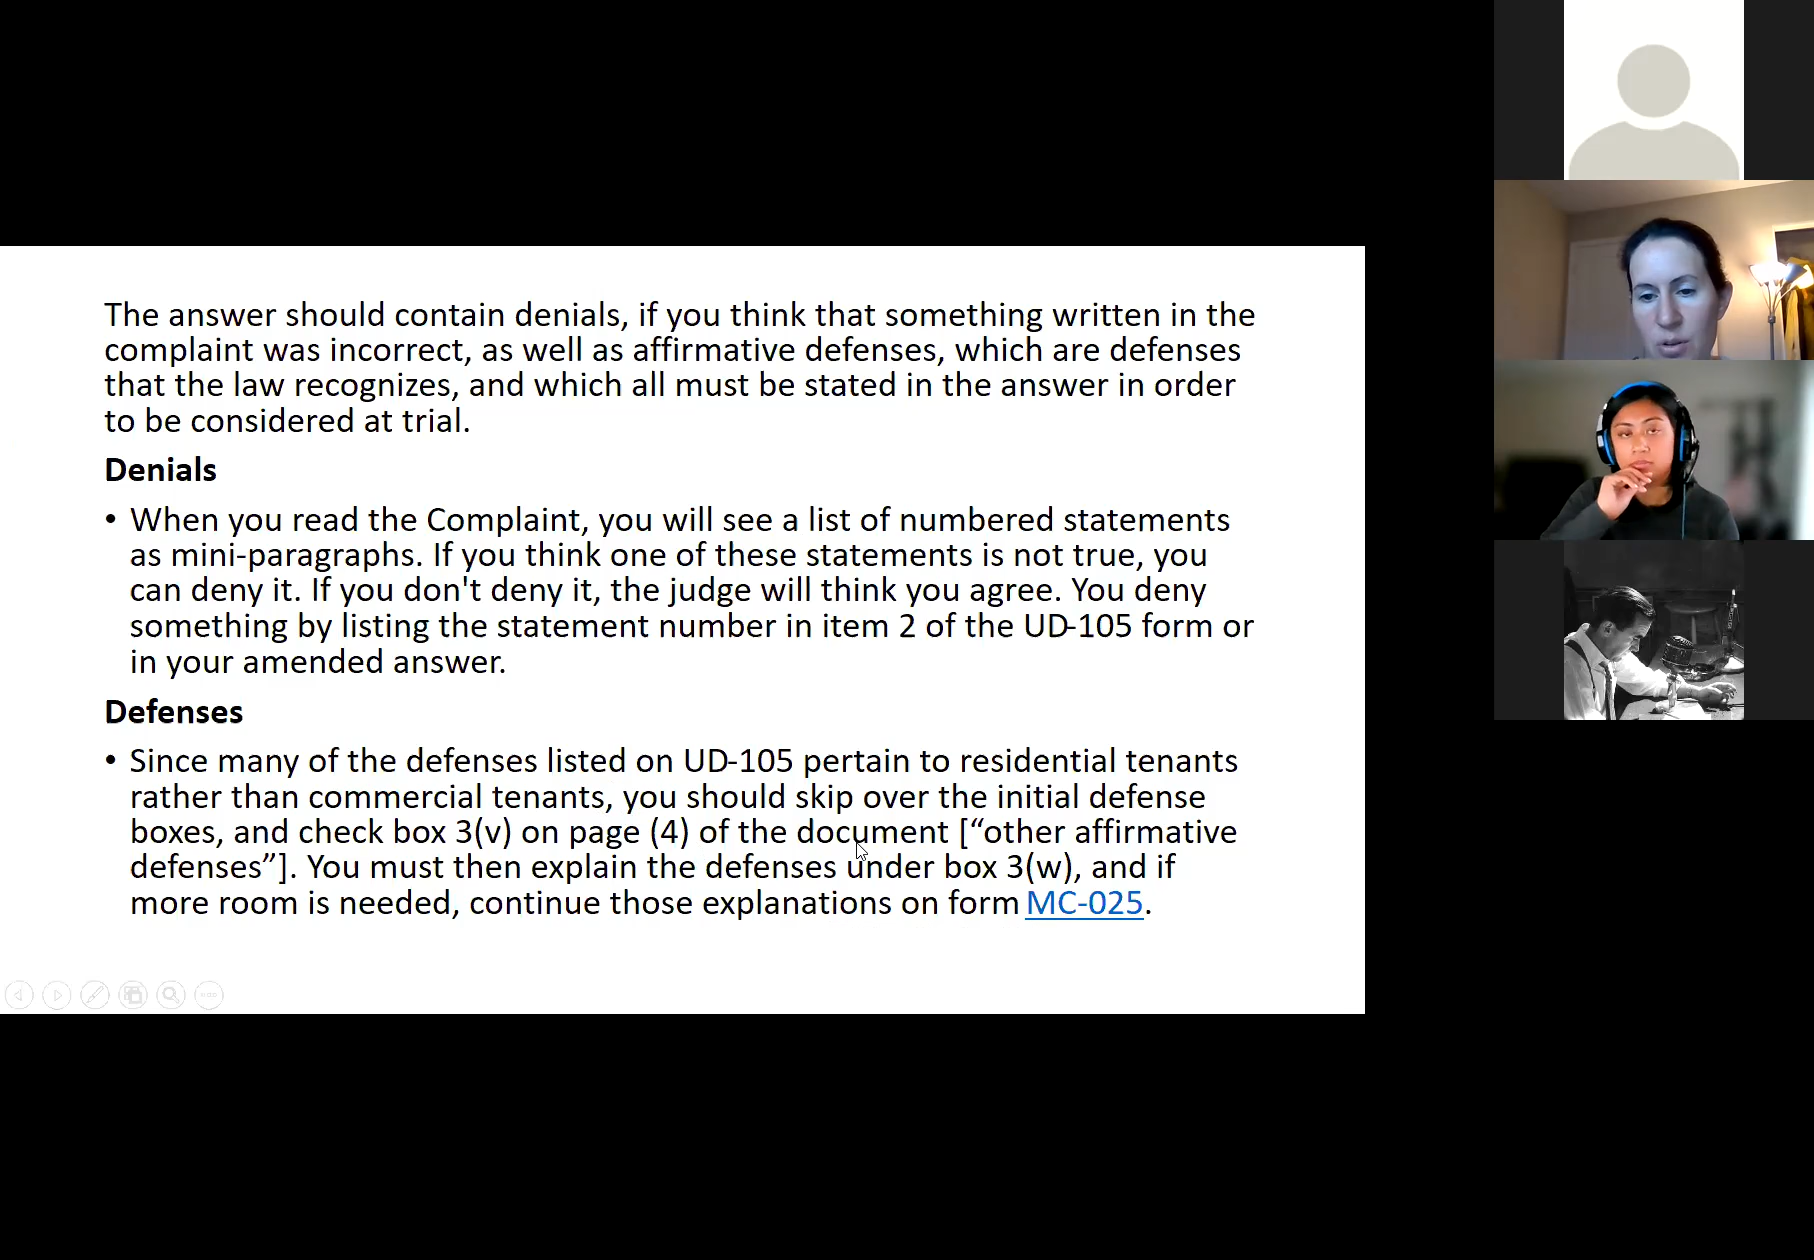 The answer should contain denials, if you think that something written in the
complaint was incorrect, as well as affirmative defenses, which are defenses
that the law recognizes, and which all must be stated in the answer in order
to be considered at trial.
Denials
• When you read the Complaint, you will see a list of numbered statements
as mini-paragraphs. If you think one of these statements is not true, you
can deny it. If you don't deny it, the judge will think you agree. You deny
something by listing the statement number in item 2 of the UD-105 form or
in your amended answer.
Defenses
• Since many of the defenses listed on UD-105 pertain to residential tenants
rather than commercial tenants, you should skip over the initial defense
boxes, and check box 3(v) on page (4) of the document [“other affirmative
defenses”]. You must then explain the defenses under box 3(w), and if
more room is needed, continue those explanations on form MC-025.